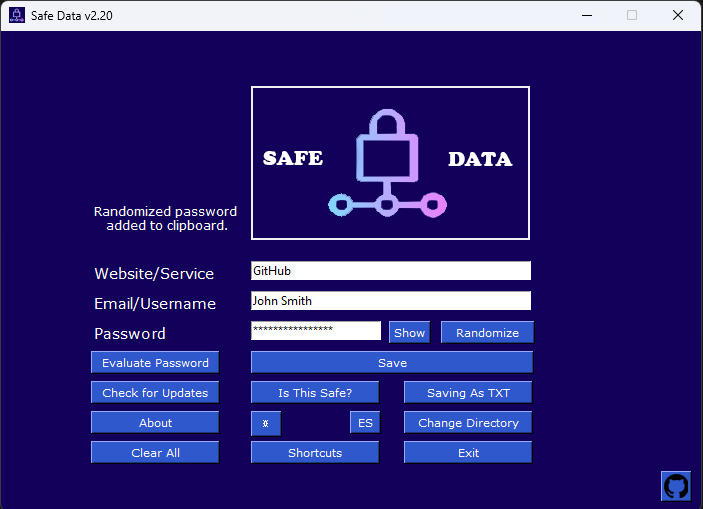 Safe Data v2.20
SAFE DATA
Randomized password
added to clipboard.
Website/Service GitHub
Email/Username John Smith
Password **************** Show Randomize
Evaluate Password Save
Check for Updates Is This Safe? Saving As TXT
About ☼ ES Change Directory
Clear All Shortcuts Exit